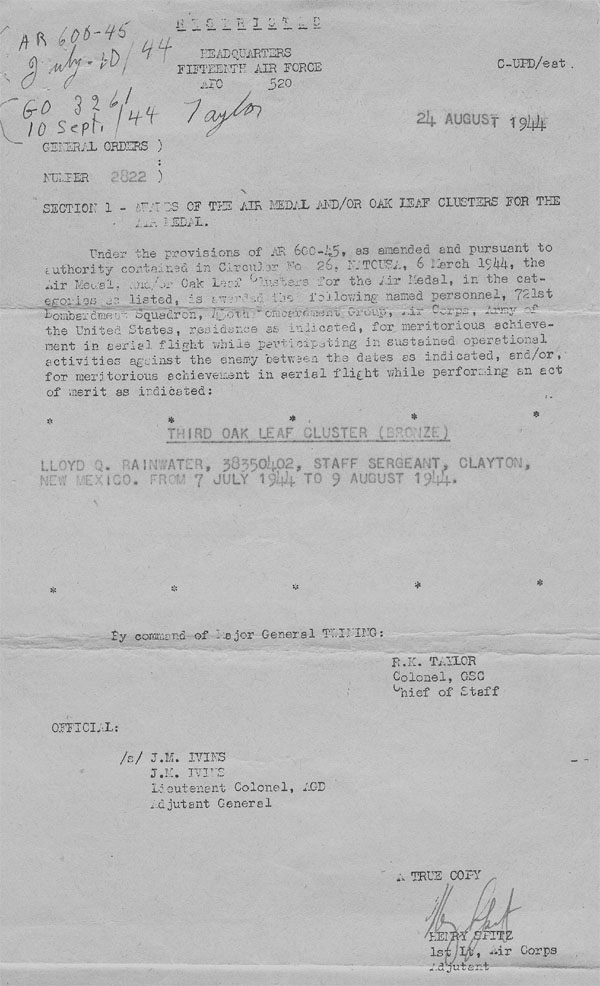 RESTRICTED
AR 600-45
July-20/44
HEADQUARTERS
FIFTEENTH AIR FORCE
APO 520
C-UPD/eat.
GO 3261
10 Sept./44
Taylor
24 AUGUST 1944
GENERAL ORDERS )
:
NUMBER 2822 )
SECTION 1 - AWARDS OF THE AIR MEDAL AND/OR OAK LEAF CLUSTERS FOR THE
AIR MEDAL.
Under the provisions of AR 600-45, as amended and pursuant to
authority contained in Circular No 26, NATOUSA, 6 March 1944, the
Air Medal, and/or Oak Leaf Clusters for the Air Medal, in the cat-
egories as listed, is awarded the following named personnel, 721st
Bombardment Squadron, Bombardment Group, Air Corps, Army of
the United States, residence as indicated, for meritorious achieve-
ment in aerial flight while participating in sustained operational
activities against the enemy between the dates as indicated, and/or,
for meritorious achievement in aerial flight while performing an act
of merit as indicated:
* * * * *
THIRD OAK LEAF CLUSTER (BRONZE)
LLOYD Q. RAINWATER, 38350402, STAFF SERGEANT, CLAYTON,
NEW MEXICO. FROM 7 JULY 1944 TO 9 AUGUST 1944.
* * * * *
By command of Major General TWINING:
R.K. TAYLOR
Colonel, GSC
Chief of Staff
OFFICIAL:
/s/ J.M. IVINS
J.M. IVINS
Lieutenant Colonel, AGD
Adjutant General
A TRUE COPY
HENRY SPITZ
1st Lt, Air Corps
Adjutant